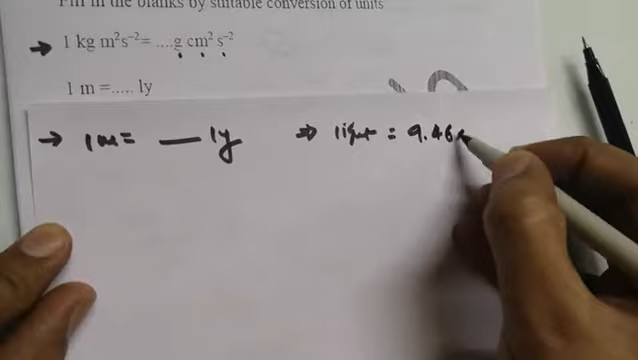 Fill in the blanks by suitable conversion of units
→ 1 kg m²s⁻²= ....g cm² s⁻²
1 m =..... ly
→ 1m = __ ly ⇒ = 9.46